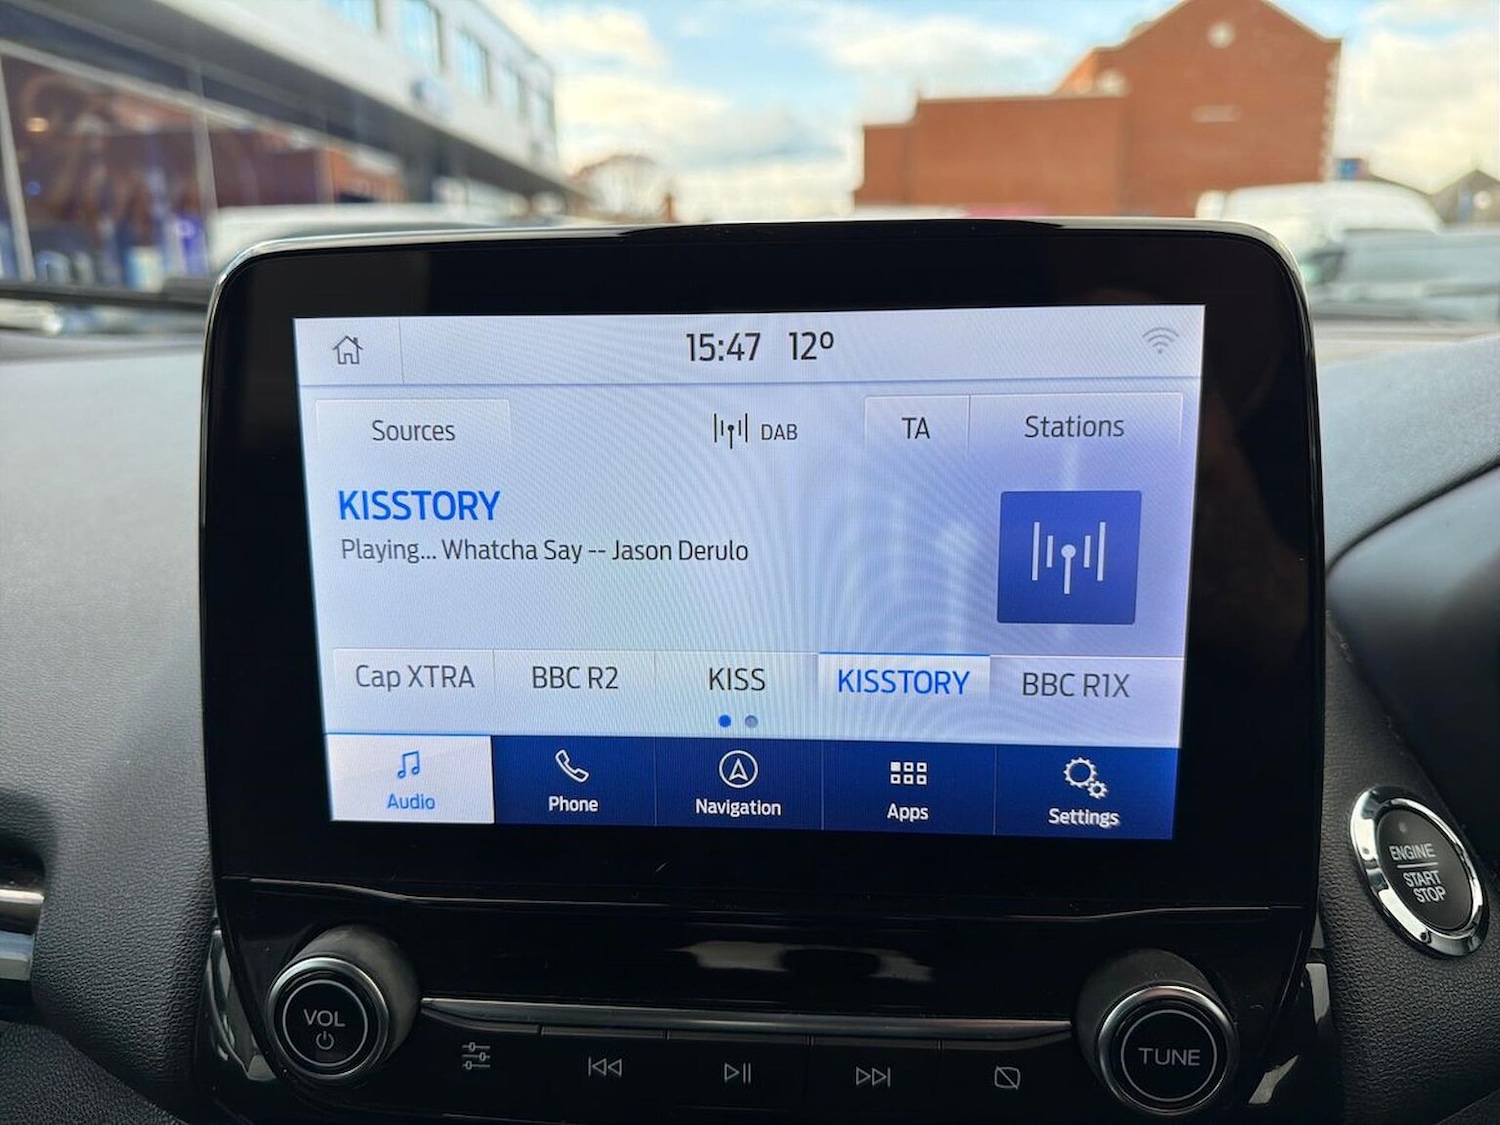 15:47 12º
Sources
DAB
TA
Stations
KISSTORY
Playing... Whatcha Say -- Jason Derulo
Cap XTRA
BBC R2
KISS
KISSTORY
BBC R1X
Audio
Phone
Navigation
Apps
Settings
ENGINE
START
STOP
VOL
TUNE